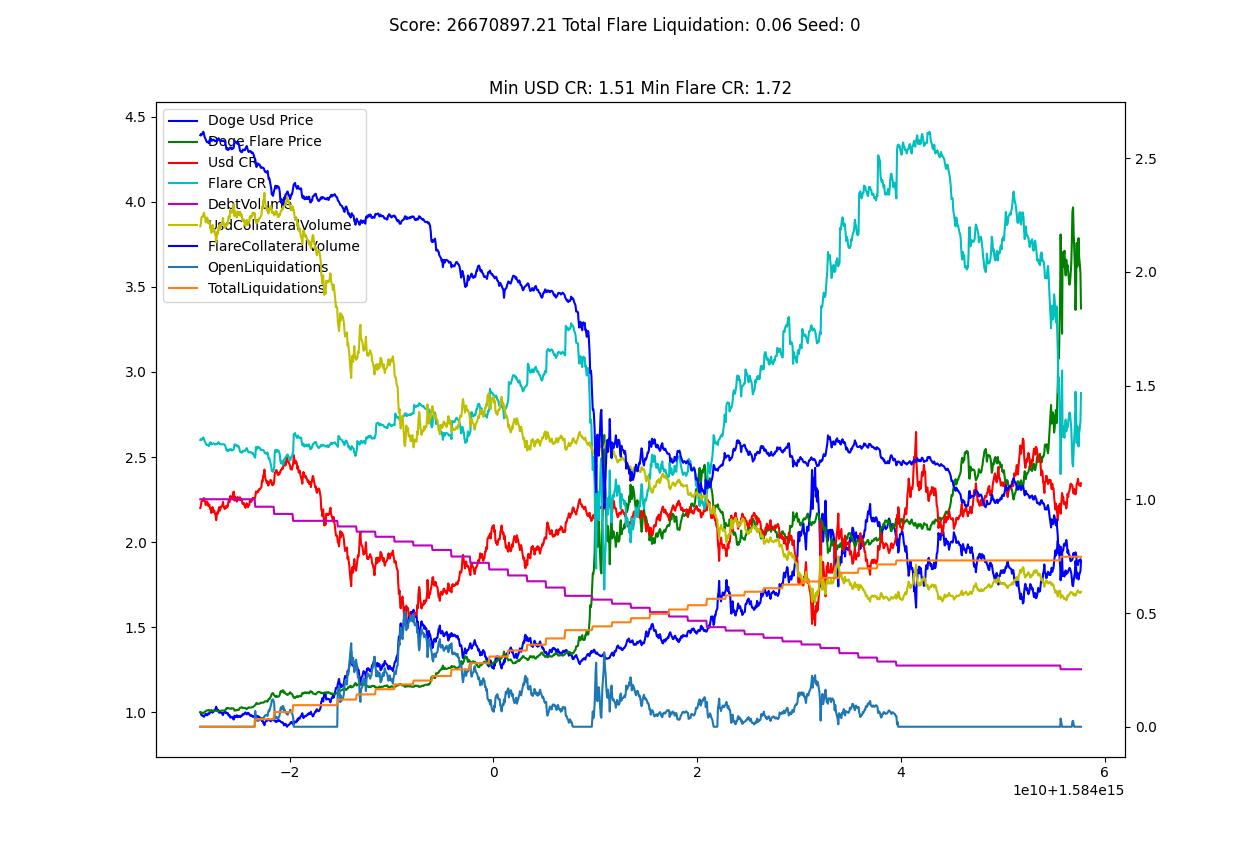 Score: 26670897.21 Total Flare Liquidation: 0.06 Seed: 0
Min USD CR: 1.51 Min Flare CR: 1.72
Doge Usd Price
Doge Flare Price
Usd CR
Flare CR
DebtVolume
UsdCollateralVolume
FlareCollateralVolume
OpenLiquidations
TotalLiquidations
4.5
4.0
3.5
3.0
2.5
2.0
1.5
1.0
2.5
2.0
1.5
1.0
0.5
0.0
−2
0
2
4
6
1e10+1.584e15